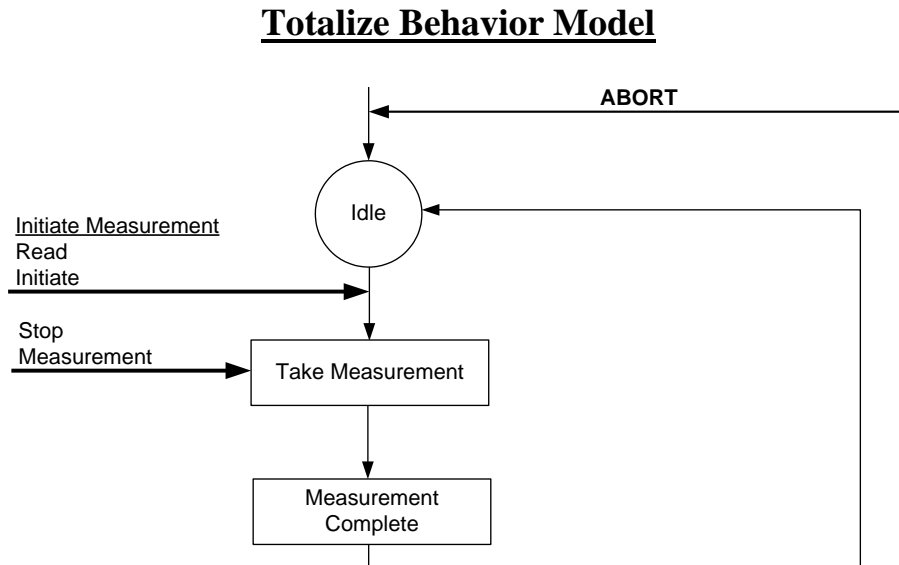 Totalize Behavior Model
ABORT
Idle
Initiate Measurement
Read
Initiate
Stop
Measurement
Take Measurement
Measurement
Complete